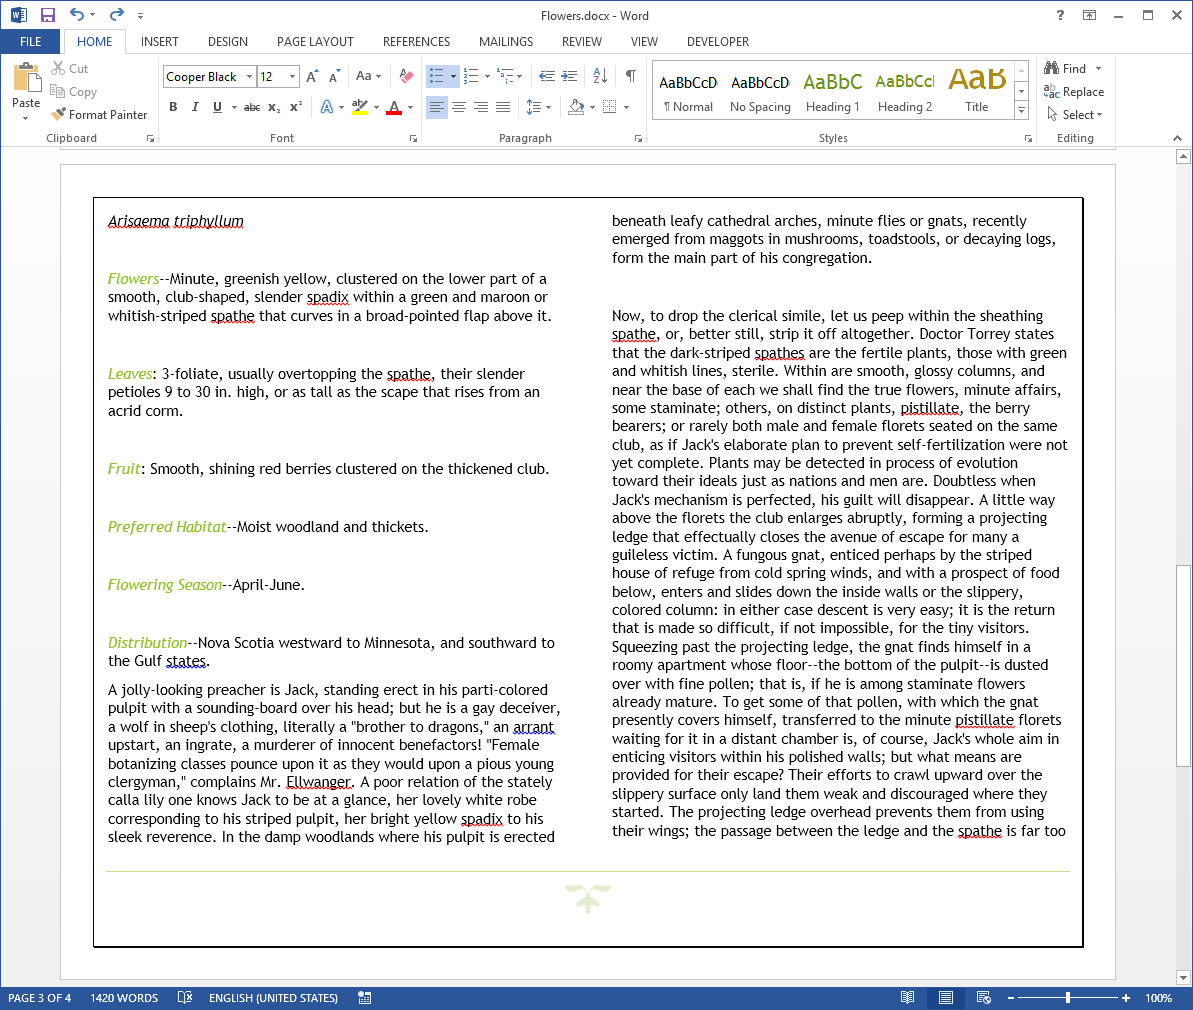 Flowers.docx - Word
FILE HOME INSERT DESIGN PAGE LAYOUT REFERENCES MAILINGS REVIEW VIEW DEVELOPER
Paste
Cut
Copy
Format Painter
Clipboard
Cooper Black 12
Font
Paragraph
AaBbCcD AaBbCcD AaBbC AaBbCcI AaB
¶ Normal No Spacing Heading 1 Heading 2 Title
Styles
Find
Replace
Select
Editing
Arisaema triphyllum
Flowers--Minute, greenish yellow, clustered on the lower part of a
smooth, club-shaped, slender spadix within a green and maroon or
whitish-striped spathe that curves in a broad-pointed flap above it.
Leaves: 3-foliate, usually overtopping the spathe, their slender
petioles 9 to 30 in. high, or as tall as the scape that rises from an
acrid corm.
Fruit: Smooth, shining red berries clustered on the thickened club.
Preferred Habitat--Moist woodland and thickets.
Flowering Season--April-June.
Distribution--Nova Scotia westward to Minnesota, and southward to
the Gulf states.
A jolly-looking preacher is Jack, standing erect in his parti-colored
pulpit with a sounding-board over his head; but he is a gay deceiver,
a wolf in sheep's clothing, literally a "brother to dragons," an arrant
upstart, an ingrate, a murderer of innocent benefactors! "Female
botanizing classes pounce upon it as they would upon a pious young
clergyman," complains Mr. Ellwanger. A poor relation of the stately
calla lily one knows Jack to be at a glance, her lovely white robe
corresponding to his striped pulpit, her bright yellow spadix to his
sleek reverence. In the damp woodlands where his pulpit is erected
beneath leafy cathedral arches, minute flies or gnats, recently
emerged from maggots in mushrooms, toadstools, or decaying logs,
form the main part of his congregation.
Now, to drop the clerical simile, let us peep within the sheathing
spathe, or, better still, strip it off altogether. Doctor Torrey states
that the dark-striped spathes are the fertile plants, those with green
and whitish lines, sterile. Within are smooth, glossy columns, and
near the base of each we shall find the true flowers, minute affairs,
some staminate; others, on distinct plants, pistillate, the berry
bearers; or rarely both male and female florets seated on the same
club, as if Jack's elaborate plan to prevent self-fertilization were not
yet complete. Plants may be detected in process of evolution
toward their ideals just as nations and men are. Doubtless when
Jack's mechanism is perfected, his guilt will disappear. A little way
above the florets the club enlarges abruptly, forming a projecting
ledge that effectually closes the avenue of escape for many a
guileless victim. A fungous gnat, enticed perhaps by the striped
house of refuge from cold spring winds, and with a prospect of food
below, enters and slides down the inside walls or the slippery,
colored column: in either case descent is very easy; it is the return
that is made so difficult, if not impossible, for the tiny visitors.
Squeezing past the projecting ledge, the gnat finds himself in a
roomy apartment whose floor--the bottom of the pulpit--is dusted
over with fine pollen; that is, if he is among staminate flowers
already mature. To get some of that pollen, with which the gnat
presently covers himself, transferred to the minute pistillate florets
waiting for it in a distant chamber is, of course, Jack's whole aim in
enticing visitors within his polished walls; but what means are
provided for their escape? Their efforts to crawl upward over the
slippery surface only land them weak and discouraged where they
started. The projecting ledge overhead prevents them from using
their wings; the passage between the ledge and the spathe is far too
PAGE 3 OF 4 1420 WORDS ENGLISH (UNITED STATES) 100%